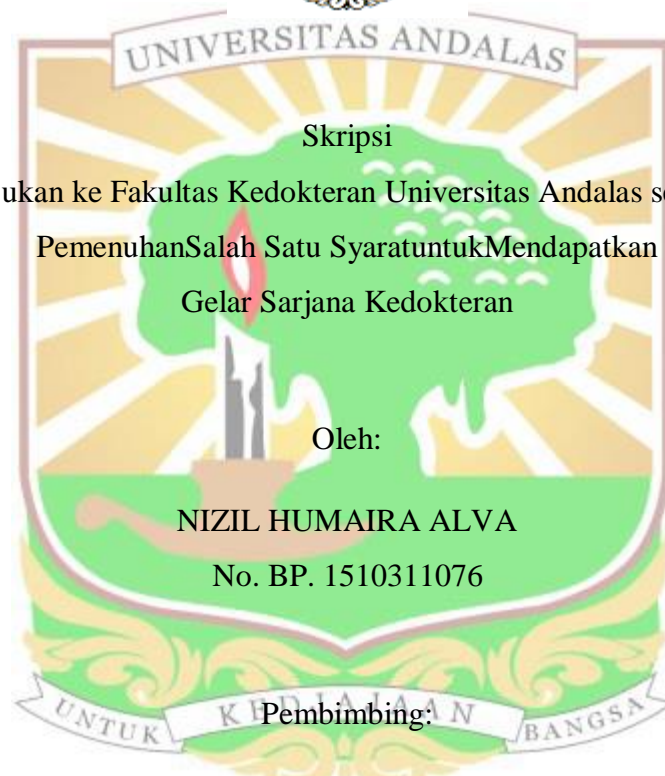 UNIVERSITAS ANDALAS
Skripsi
ukan ke Fakultas Kedokteran Universitas Andalas se
PemenuhanSalah Satu SyaratuntukMendapatkan
Gelar Sarjana Kedokteran
Oleh:
NIZIL HUMAIRA ALVA
No. BP. 1510311076
Pembimbing:
UNTUK KEDJAJAAN BANGSA